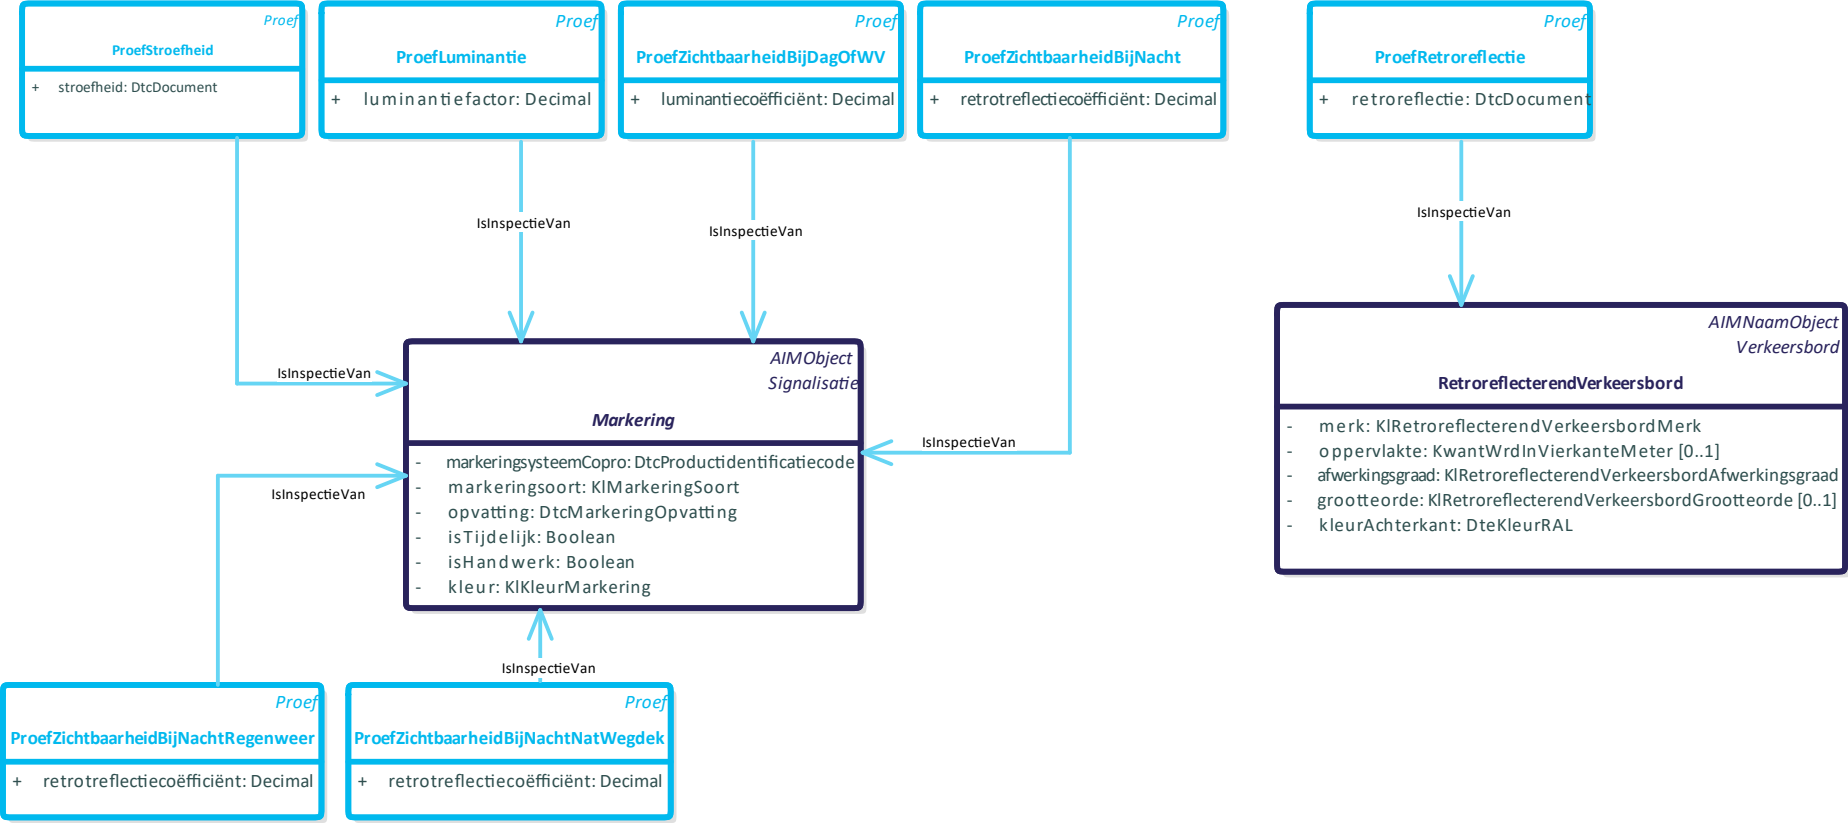 Proef
ProefStroefheid
+ stroefheid: DtcDocument
Proef
ProefLuminantie
+ luminantiefactor: Decimal
Proef
ProefZichtbaarheidBijDagOfWV
+ luminantiecoëfficiënt: Decimal
Proef
ProefZichtbaarheidBijNacht
+ retrotreflectiecoëfficiënt: Decimal
Proef
ProefRetroreflectie
+ retroreflectie: DtcDocument
IsInspectieVan
IsInspectieVan
IsInspectieVan
IsInspectieVan
IsInspectieVan
IsInspectieVan
AIMObject
Signalisatie
Markering
- markeringsysteemCopro: DtcProductidentificatiecode
- markeringsoort: KlMarkeringSoort
- opvatting: DtcMarkeringOpvatting
- isTijdelijk: Boolean
- isHandwerk: Boolean
- kleur: KlKleurMarkering
AIMNaamObject
Verkeersbord
RetroreflecterendVerkeersbord
- merk: KlRetroreflecterendVerkeersbordMerk
- oppervlakte: KwantWrdInVierkanteMeter [0..1]
- afwerkingsgraad: KlRetroreflecterendVerkeersbordAfwerkingsgraad
- grootteorde: KlRetroreflecterendVerkeersbordGrootteorde [0..1]
- kleurAchterkant: DteKleurRAL
IsInspectieVan
Proef
ProefZichtbaarheidBijNachtRegenweer
+ retrotreflectiecoëfficiënt: Decimal
Proef
ProefZichtbaarheidBijNachtNatWegdek
+ retrotreflectiecoëfficiënt: Decimal